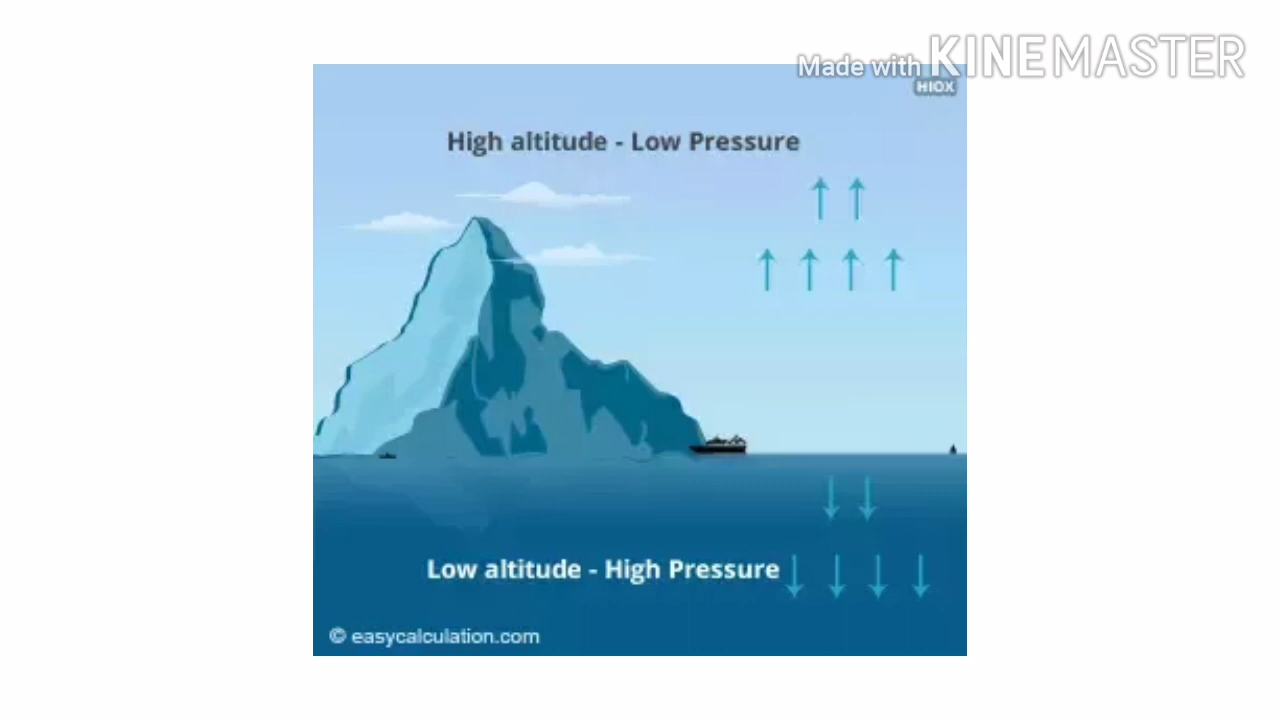 Made with KINEMASTER
HIOX
High altitude - Low Pressure
Low altitude - High Pressure
© easycalculation.com